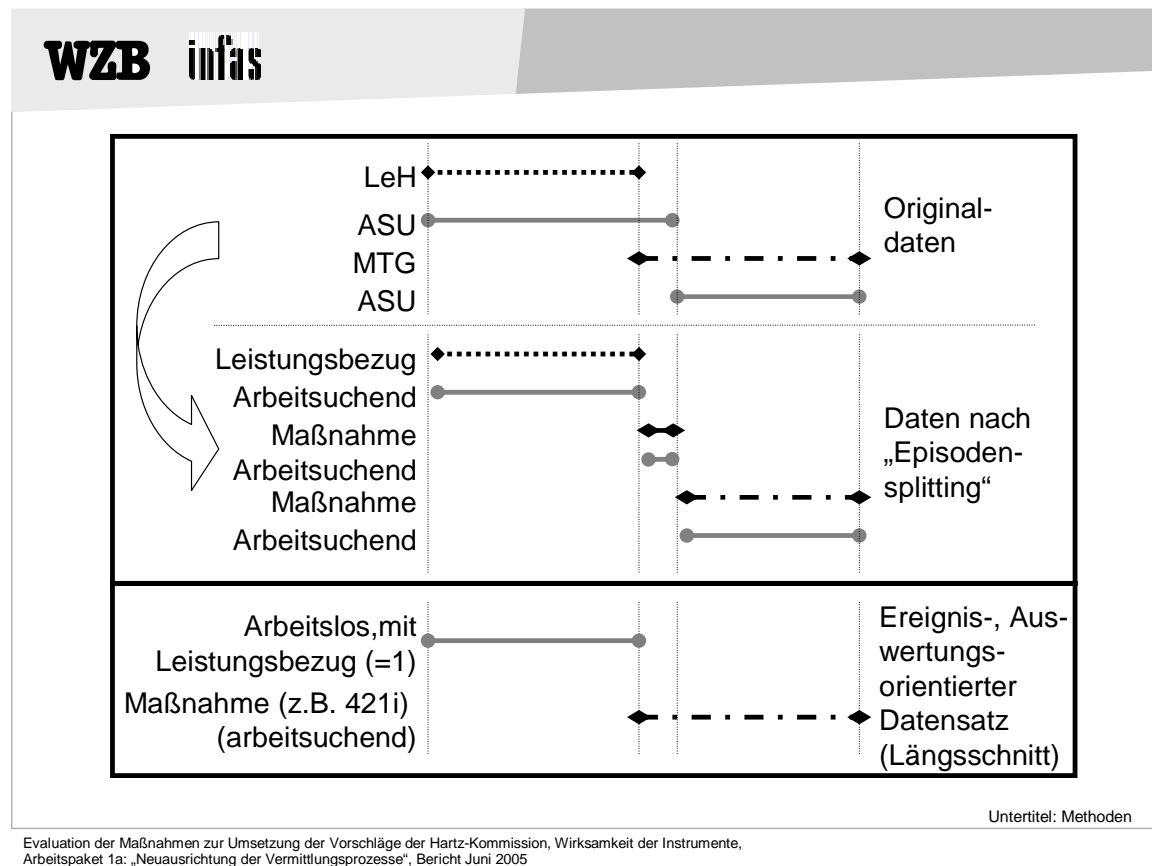 WZB infas
LeH
ASU
MTG
ASU
Original-
daten
Leistungsbezug
Arbeitsuchend
Maßnahme
Arbeitsuchend
Maßnahme
Arbeitsuchend
Daten nach
„Episoden-
splitting“
Arbeitslos,mit
Leistungsbezug (=1)
Maßnahme (z.B. 421i)
(arbeitsuchend)
Ereignis-, Aus-
wertungs-
orientierter
Datensatz
(Längsschnitt)
Untertitel: Methoden
Evaluation der Maßnahmen zur Umsetzung der Vorschläge der Hartz-Kommission, Wirksamkeit der Instrumente,
Arbeitspaket 1a: „Neuausrichtung der Vermittlungsprozesse“, Bericht Juni 2005